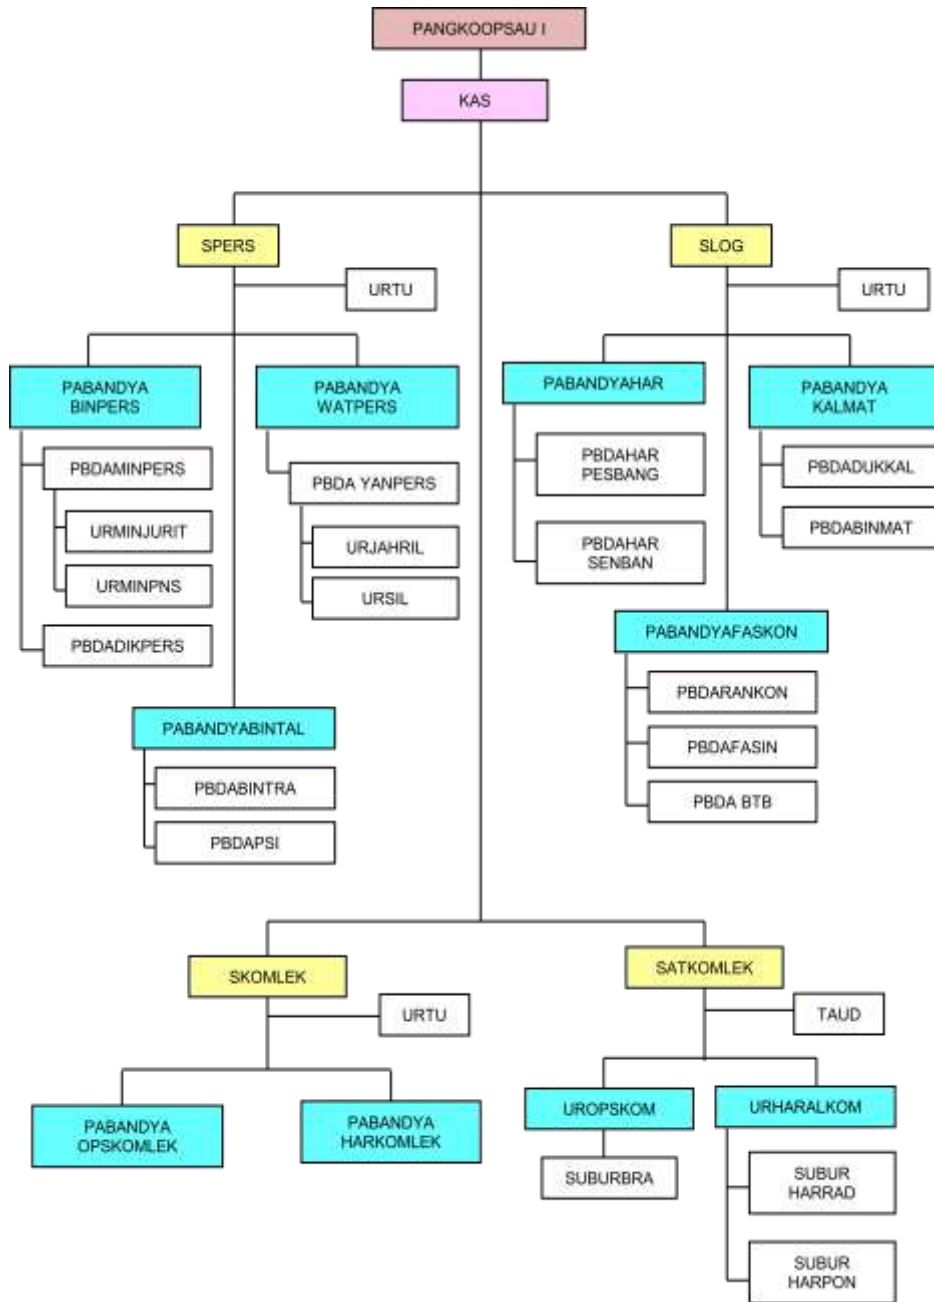 PANGKOOPSAU I
KAS
SPERS
SLOG
URTU
URTU
PABANDYA
BINPERS
PABANDYA
WATPERS
PABANDYAHAR
PABANDYA
KALMAT
PBDAMINPERS
URMINJURIT
URMINPNS
PBDADIKPERS
PBDA YANPERS
URJAHRIL
URSIL
PBDAHAR
PESBANG
PBDAHAR
SENBAN
PBDADUKKAL
PBDABINMAT
PABANDYAFASKON
PBDARANKON
PBDAFASIN
PBDA BTB
PABANDYABINTAL
PBDABINTRA
PBDAPSI
SKOMLEK
SATKOMLEK
URTU
TAUD
PABANDYA
OPSKOMLEK
PABANDYA
HARKOMLEK
UROPSKOM
URHARALKOM
SUBURBRA
SUBUR
HARRAD
SUBUR
HARPON